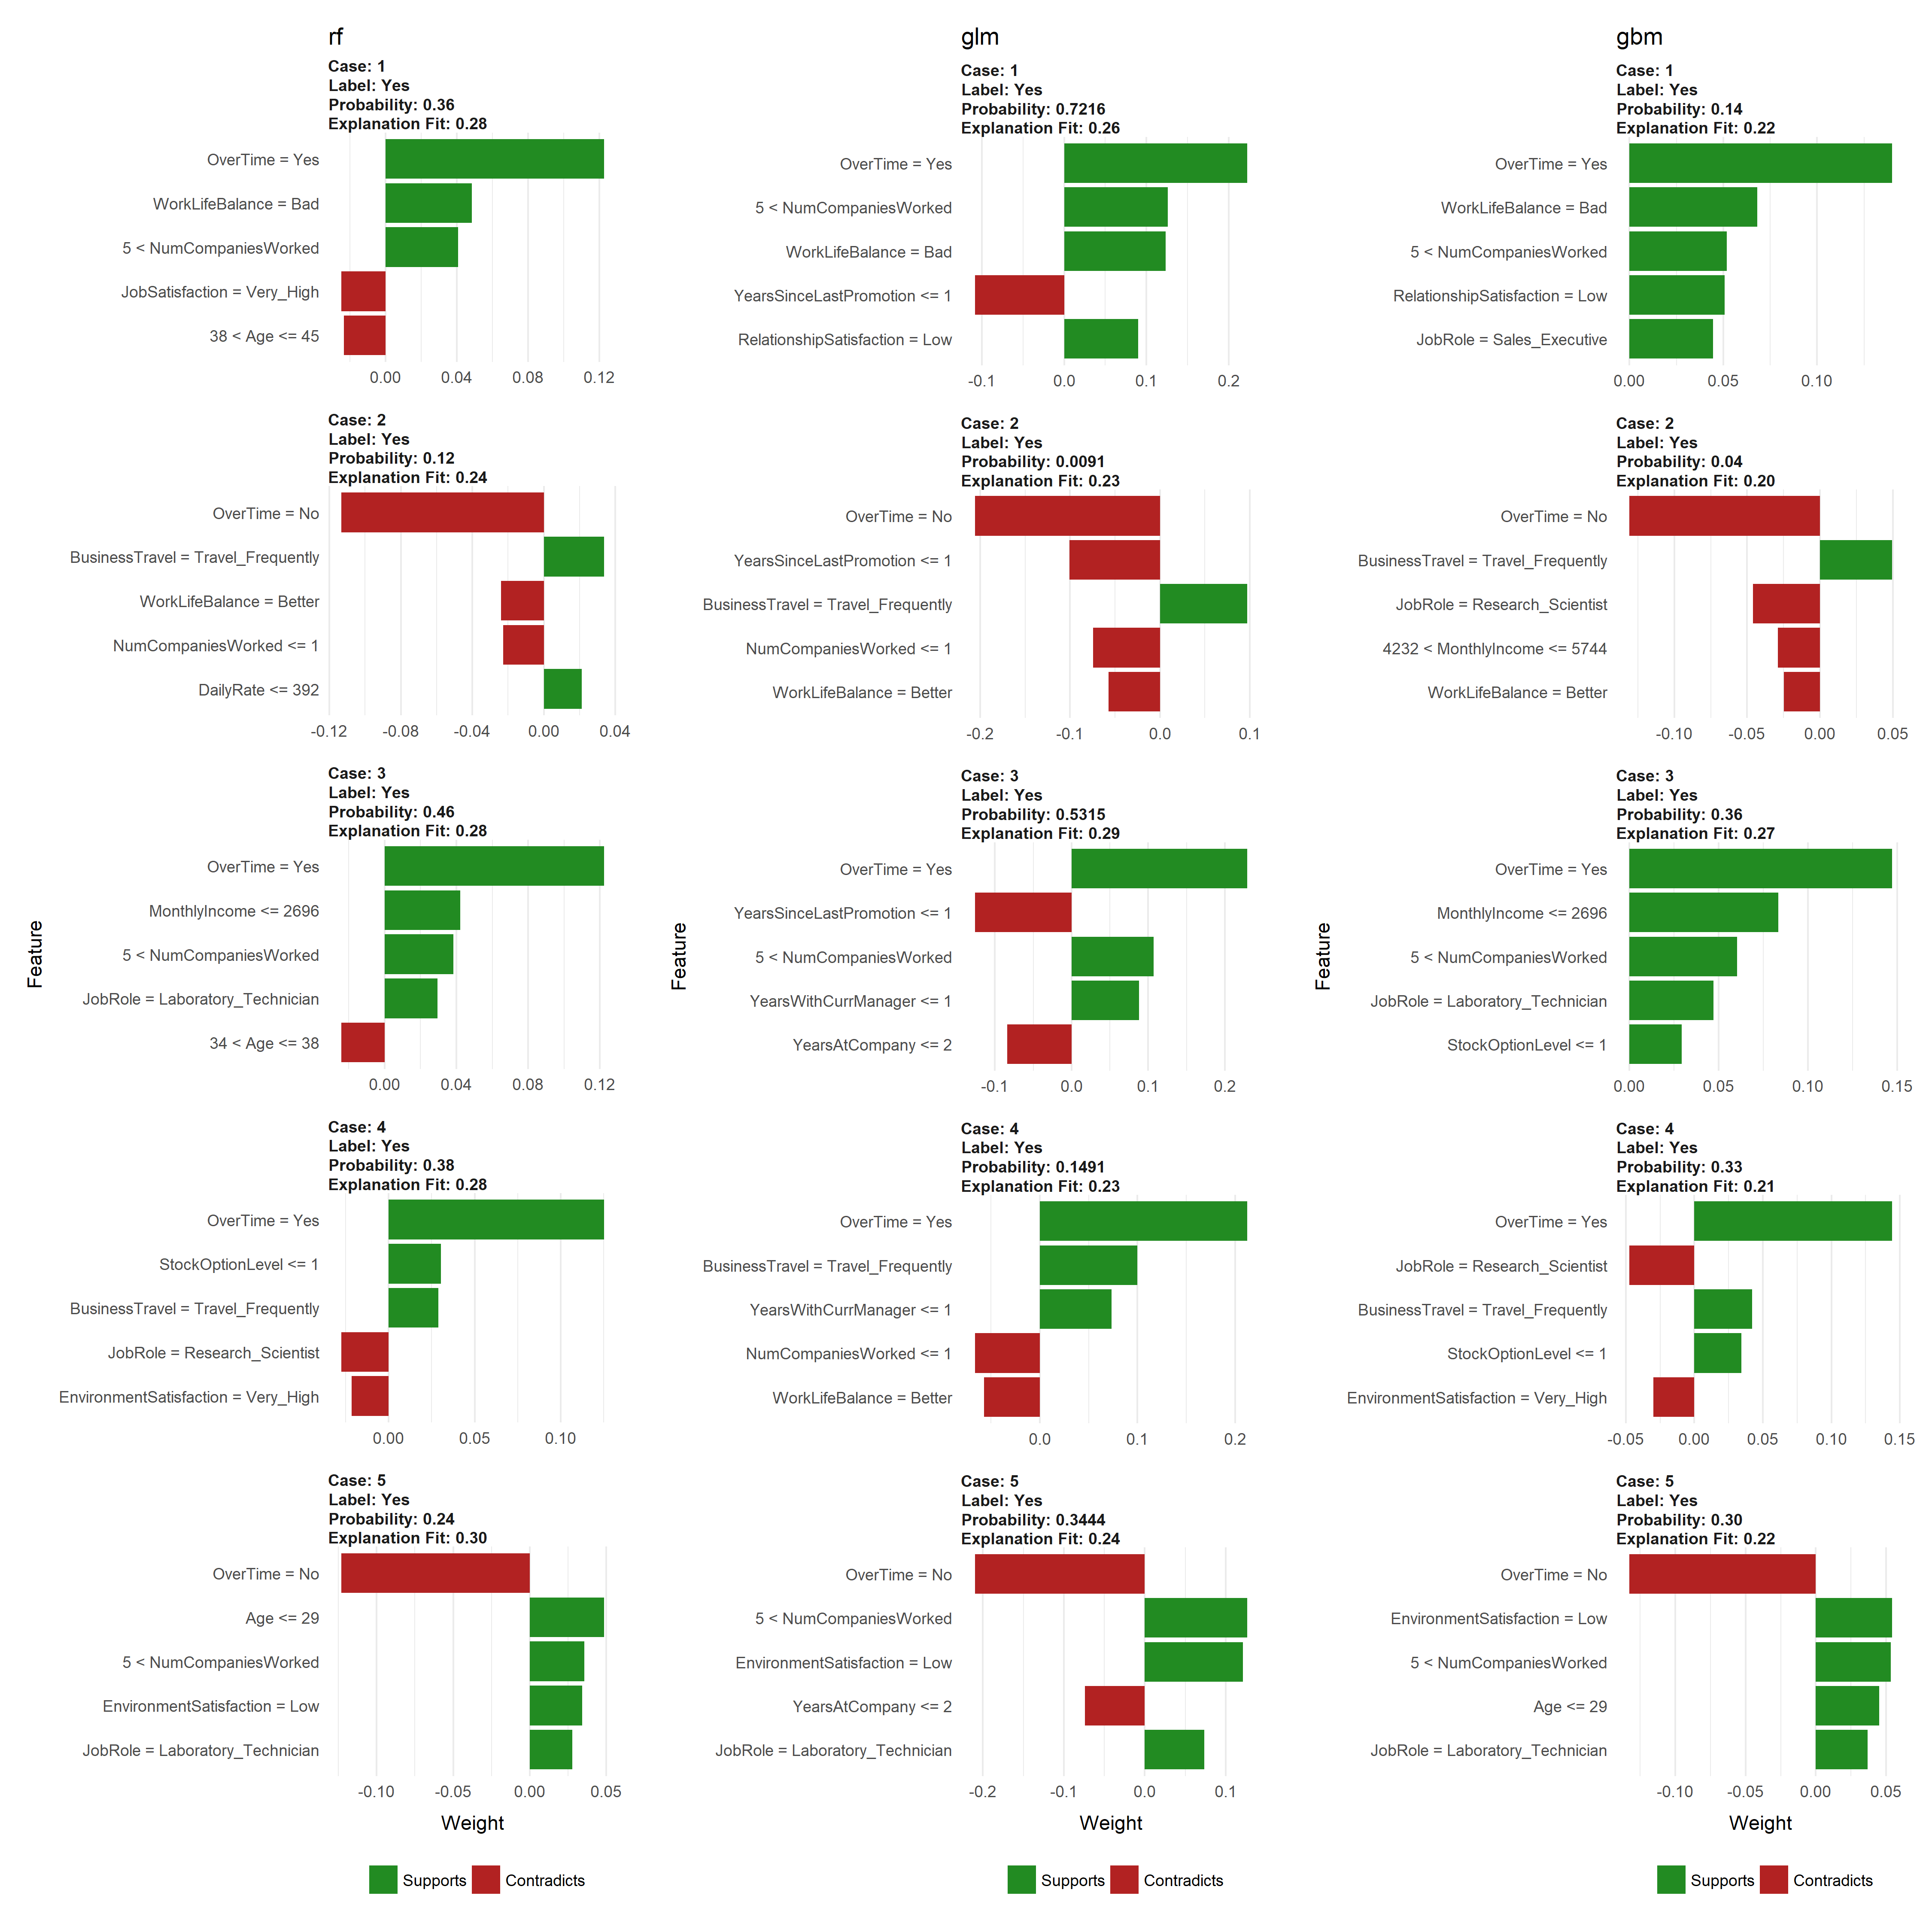 rf
Case: 1
Label: Yes
Probability: 0.36
Explanation Fit: 0.28
OverTime = Yes
WorkLifeBalance = Bad
5 < NumCompaniesWorked
JobSatisfaction = Very_High
38 < Age <= 45
0.00 0.04 0.08 0.12
Case: 2
Label: Yes
Probability: 0.12
Explanation Fit: 0.24
OverTime = No
BusinessTravel = Travel_Frequently
WorkLifeBalance = Better
NumCompaniesWorked <= 1
DailyRate <= 392
-0.12 -0.08 -0.04 0.00 0.04
Case: 3
Label: Yes
Probability: 0.46
Explanation Fit: 0.28
OverTime = Yes
MonthlyIncome <= 2696
5 < NumCompaniesWorked
JobRole = Laboratory_Technician
34 < Age <= 38
0.00 0.04 0.08 0.12
Feature
Case: 4
Label: Yes
Probability: 0.38
Explanation Fit: 0.28
OverTime = Yes
StockOptionLevel <= 1
BusinessTravel = Travel_Frequently
JobRole = Research_Scientist
EnvironmentSatisfaction = Very_High
0.00 0.05 0.10
Case: 5
Label: Yes
Probability: 0.24
Explanation Fit: 0.30
OverTime = No
Age <= 29
5 < NumCompaniesWorked
EnvironmentSatisfaction = Low
JobRole = Laboratory_Technician
-0.10 -0.05 0.00 0.05
Weight
Supports Contradicts
glm
Case: 1
Label: Yes
Probability: 0.7216
Explanation Fit: 0.26
OverTime = Yes
5 < NumCompaniesWorked
WorkLifeBalance = Bad
YearsSinceLastPromotion <= 1
RelationshipSatisfaction = Low
-0.1 0.0 0.1 0.2
Case: 2
Label: Yes
Probability: 0.0091
Explanation Fit: 0.23
OverTime = No
YearsSinceLastPromotion <= 1
BusinessTravel = Travel_Frequently
NumCompaniesWorked <= 1
WorkLifeBalance = Better
-0.2 -0.1 0.0 0.1
Case: 3
Label: Yes
Probability: 0.5315
Explanation Fit: 0.29
OverTime = Yes
YearsSinceLastPromotion <= 1
5 < NumCompaniesWorked
YearsWithCurrManager <= 1
YearsAtCompany <= 2
-0.1 0.0 0.1 0.2
Feature
Case: 4
Label: Yes
Probability: 0.1491
Explanation Fit: 0.23
OverTime = Yes
BusinessTravel = Travel_Frequently
YearsWithCurrManager <= 1
NumCompaniesWorked <= 1
WorkLifeBalance = Better
0.0 0.1 0.2
Case: 5
Label: Yes
Probability: 0.3444
Explanation Fit: 0.24
OverTime = No
5 < NumCompaniesWorked
EnvironmentSatisfaction = Low
YearsAtCompany <= 2
JobRole = Laboratory_Technician
-0.2 -0.1 0.0 0.1
Weight
Supports Contradicts
gbm
Case: 1
Label: Yes
Probability: 0.14
Explanation Fit: 0.22
OverTime = Yes
WorkLifeBalance = Bad
5 < NumCompaniesWorked
RelationshipSatisfaction = Low
JobRole = Sales_Executive
0.00 0.05 0.10
Case: 2
Label: Yes
Probability: 0.04
Explanation Fit: 0.20
OverTime = No
BusinessTravel = Travel_Frequently
JobRole = Research_Scientist
4232 < MonthlyIncome <= 5744
WorkLifeBalance = Better
-0.10 -0.05 0.00 0.05
Case: 3
Label: Yes
Probability: 0.36
Explanation Fit: 0.27
OverTime = Yes
MonthlyIncome <= 2696
5 < NumCompaniesWorked
JobRole = Laboratory_Technician
StockOptionLevel <= 1
0.00 0.05 0.10 0.15
Feature
Case: 4
Label: Yes
Probability: 0.33
Explanation Fit: 0.21
OverTime = Yes
JobRole = Research_Scientist
BusinessTravel = Travel_Frequently
StockOptionLevel <= 1
EnvironmentSatisfaction = Very_High
-0.05 0.00 0.05 0.10 0.15
Case: 5
Label: Yes
Probability: 0.30
Explanation Fit: 0.22
OverTime = No
EnvironmentSatisfaction = Low
5 < NumCompaniesWorked
Age <= 29
JobRole = Laboratory_Technician
-0.10 -0.05 0.00 0.05
Weight
Supports Contradicts